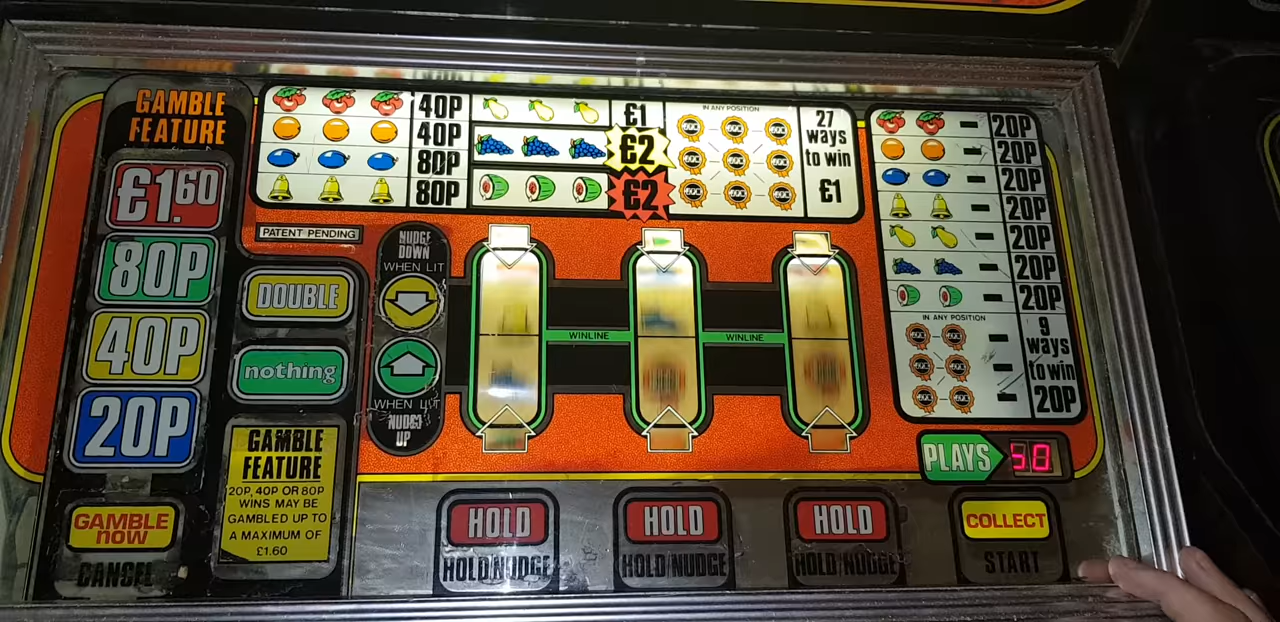 GAMBLE
FEATURE
£1.60
80P
40P
20P
GAMBLE
NOW
CANCEL
PATENT PENDING
DOUBLE
nothing
GAMBLE
FEATURE
20P, 40P OR 80P
WINS MAY BE
GAMBLED UP TO
A MAXIMUM OF
£1.60
40P
40P
80P
80P
£1
£2
£2
IN ANY POSITION
27
ways
to win
£1
NUDGE
DOWN
WHEN LIT
WHEN LIT
NUDGE
UP
WINLINE
WINLINE
20P
20P
20P
20P
20P
20P
20P
IN ANY POSITION
9
ways
to win
20P
PLAYS
50
HOLD
HOLD/NUDGE
HOLD
HOLD/NUDGE
HOLD
HOLD/NUDGE
COLLECT
START